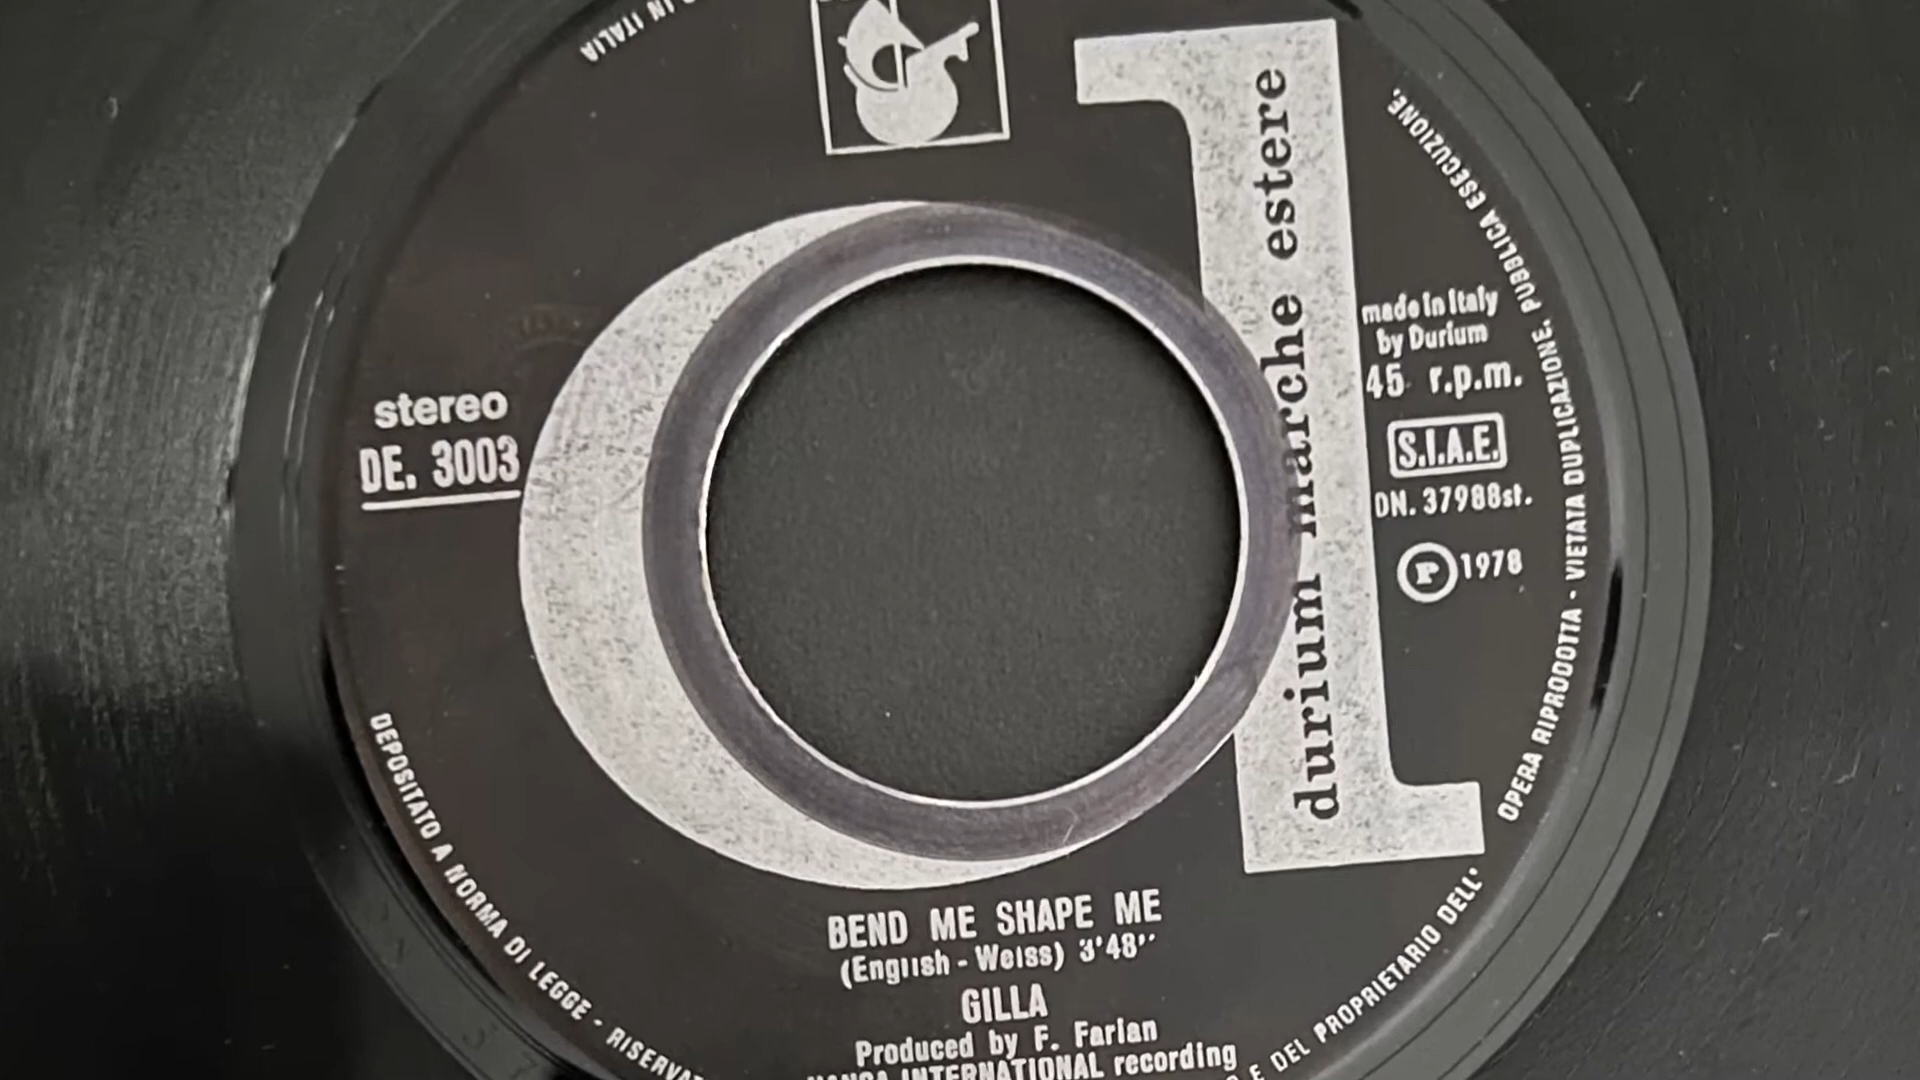 IN ITALIA
durium marche estere
stereo
DE. 3003
made in Italy
by Durium
45 r.p.m.
S.I.A.E.
DN. 37988st.
P 1978
BEND ME SHAPE ME
(English - Weiss) 3'48''
GILLA
Produced by F. Farian
INTERNATIONAL recording
DEPOSITATO A NORMA DI LEGGE -
E DEL PROPRIETARIO DELL'
OPERA RIPRODOTTA - VIETATA DUPLICAZIONE. PUBBLICA ESECUZIONE.